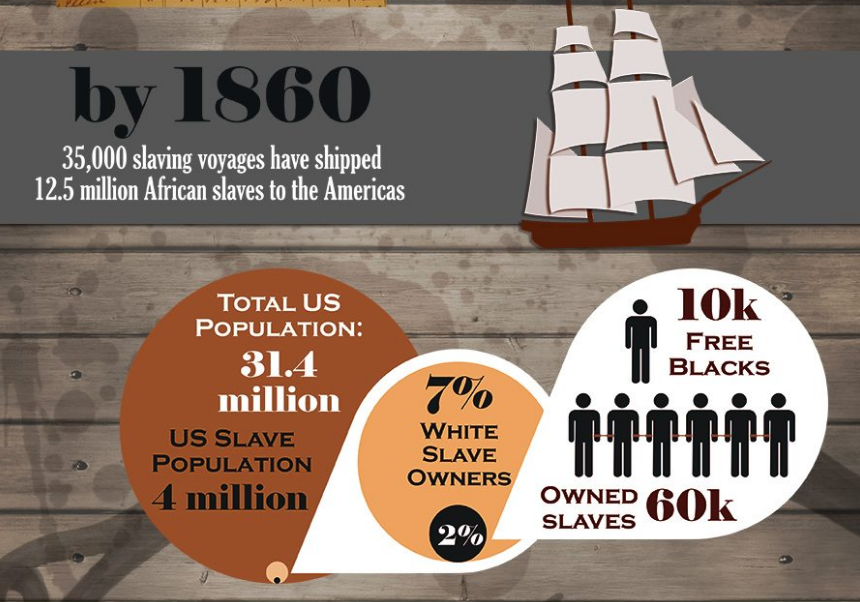 by 1860
35,000 slaving voyages have shipped
12.5 million African slaves to the Americas
TOTAL US
POPULATION:
31.4
million
US SLAVE
POPULATION
4 million
7%
WHITE
SLAVE
OWNERS
2%
10k
FREE
BLACKS
OWNED
SLAVES
60k